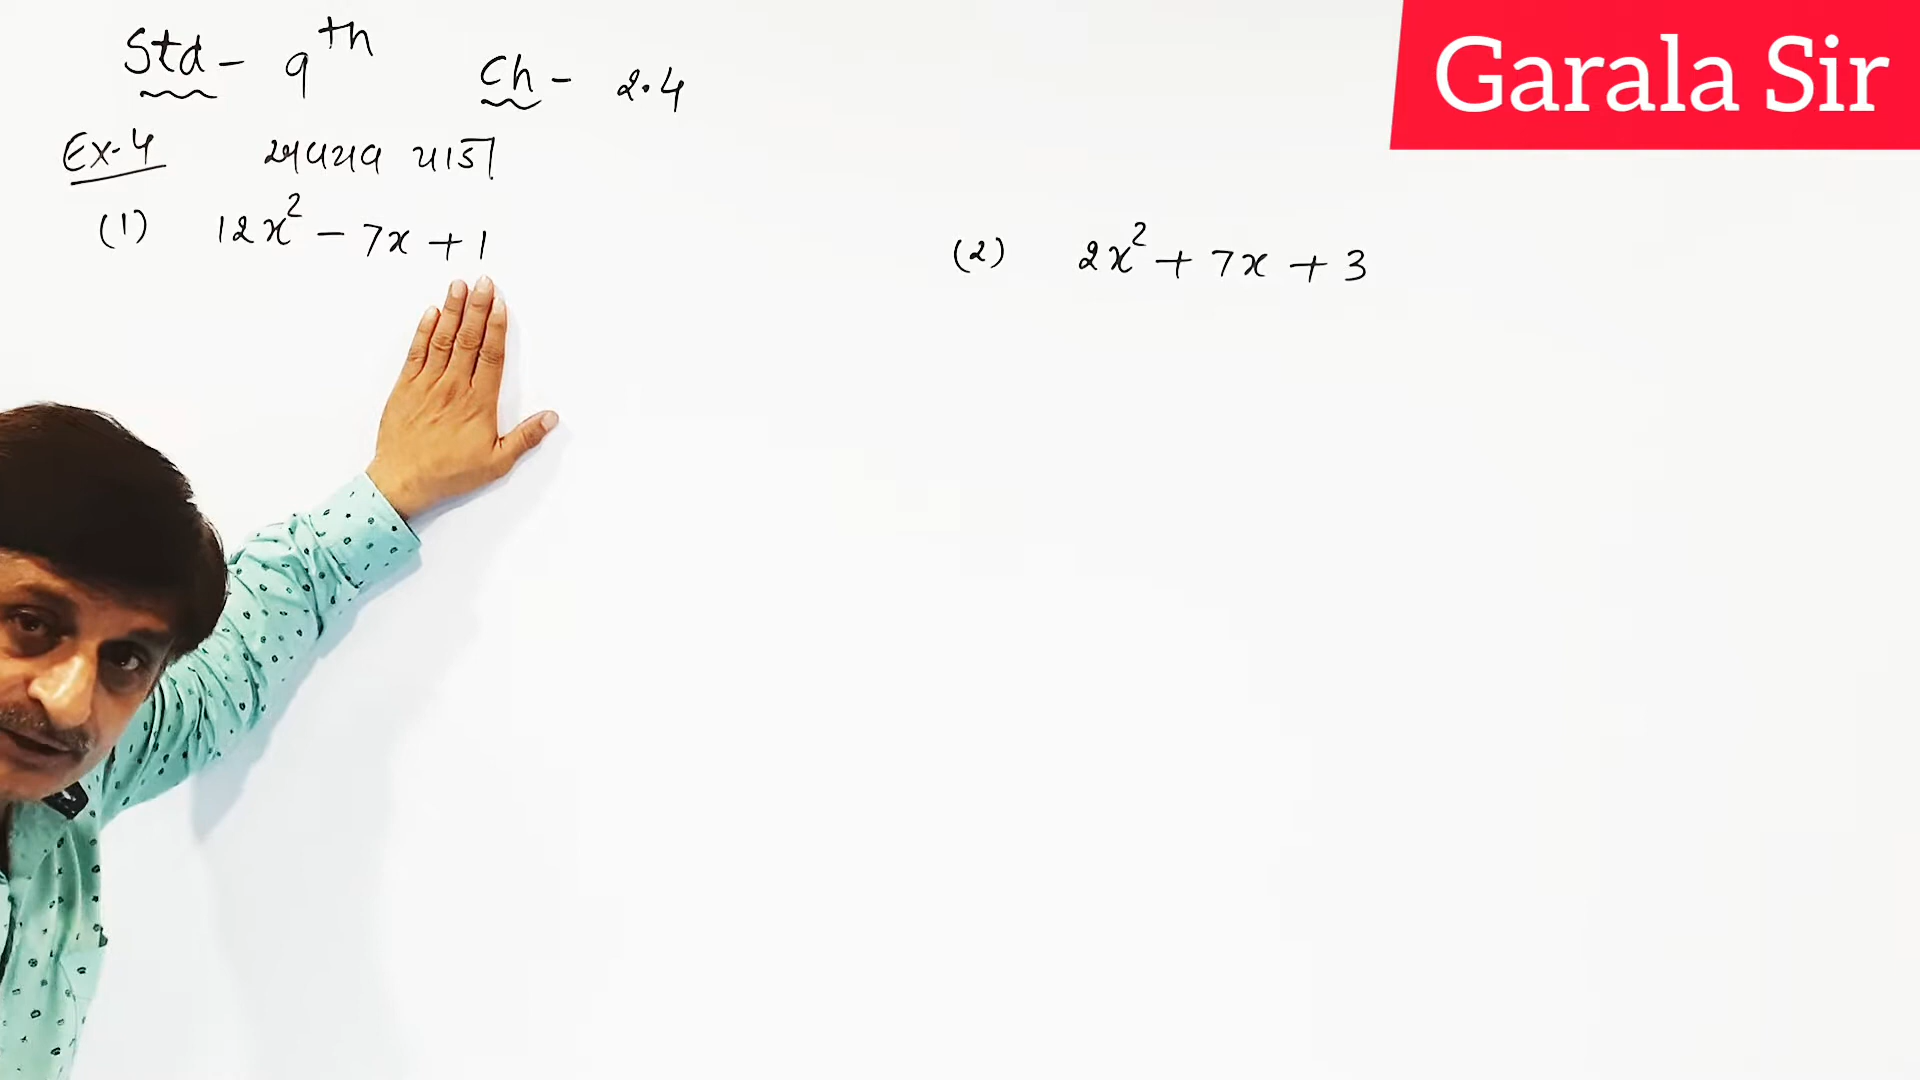 Std - 9th Ch - 2.4
Garala Sir
Ex-4 અવયવ પાડો
(1) 12x² - 7x + 1
(2) 2x² + 7x + 3